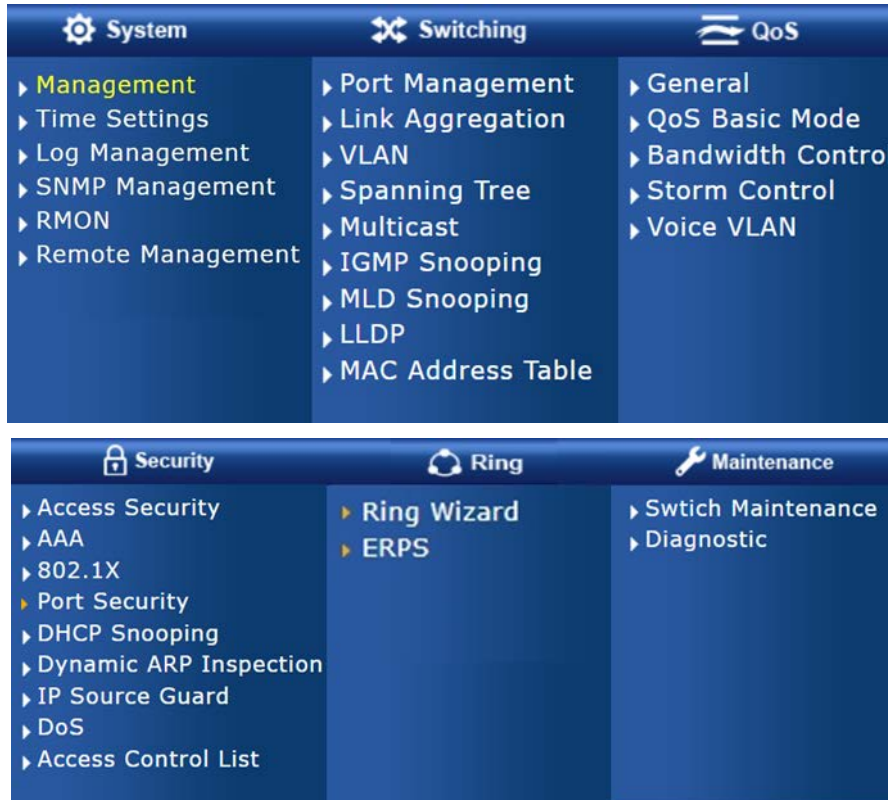 System
Management
Time Settings
Log Management
SNMP Management
RMON
Remote Management
Switching
Port Management
Link Aggregation
VLAN
Spanning Tree
Multicast
IGMP Snooping
MLD Snooping
LLDP
MAC Address Table
QoS
General
QoS Basic Mode
Bandwidth Contro
Storm Control
Voice VLAN
Security
Access Security
AAA
802.1X
Port Security
DHCP Snooping
Dynamic ARP Inspection
IP Source Guard
DoS
Access Control List
Ring
Ring Wizard
ERPS
Maintenance
Swtich Maintenance
Diagnostic